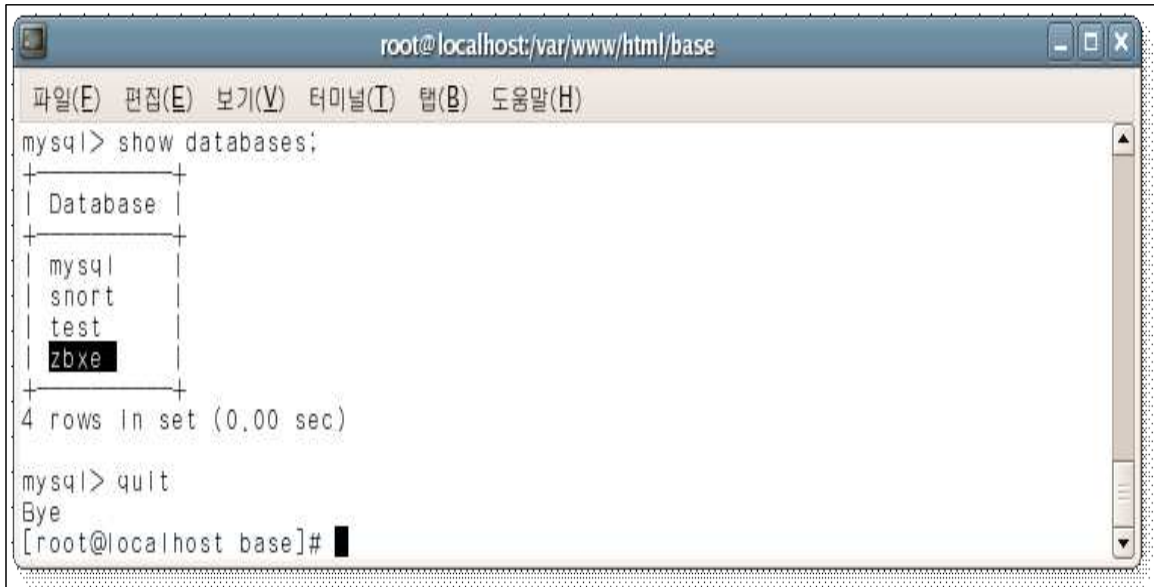 root@localhost:/var/www/html/base
파일(F) 편집(E) 보기(V) 터미널(T) 탭(B) 도움말(H)
mysql> show databases;
+----------+
| Database |
+----------+
| mysql |
| snort |
| test |
| zbxe |
+----------+
4 rows in set (0.00 sec)
mysql> quit
Bye
[root@localhost base]#